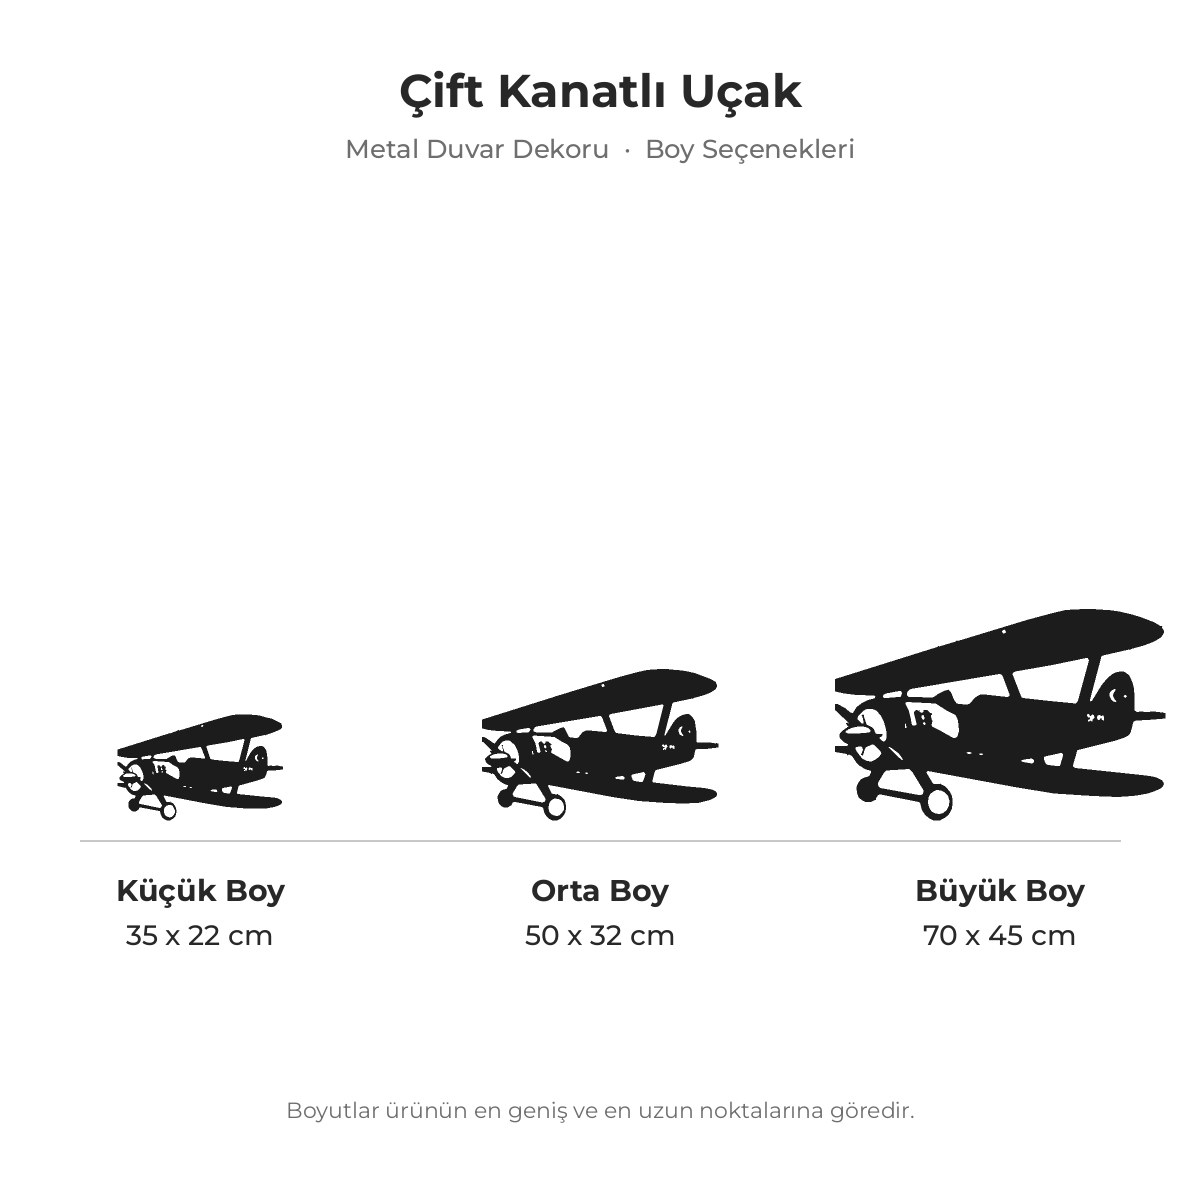 Çift Kanatlı Uçak
Metal Duvar Dekoru · Boy Seçenekleri
Küçük Boy
35 x 22 cm
Orta Boy
50 x 32 cm
Büyük Boy
70 x 45 cm
Boyutlar ürünün en geniş ve en uzun noktalarına göredir.